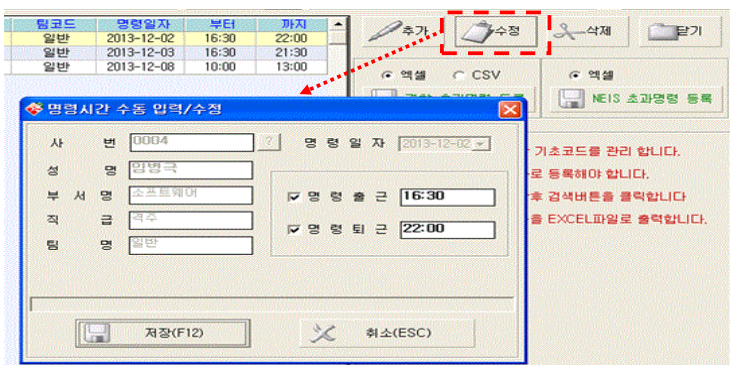 팀코드 명령일자 부터 까지
일반 2013-12-02 16:30 22:00
일반 2013-12-03 16:30 21:30
일반 2013-12-08 10:00 13:00
추가 수정 삭제 닫기
엑셀 CSV 엑셀
등록 NEIS 초과명령 등록
명령시간 수동 입력/수정
사 번 0004 ? 명 령 일 자 2013-12-02
성 명 임병국
부 서 명 소프트웨어
명 령 출 근 16:30
직 급 격주
명 령 퇴 근 22:00
팀 명 일반
저장(F12) 취소(ESC)
기초코드를 관리 합니다.
로 등록해야 합니다.
후 검색버튼을 클릭합니다
을 EXCEL파일로 출력합니다.